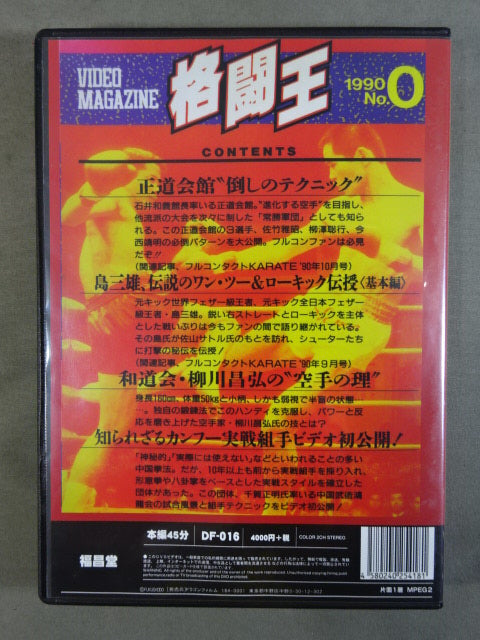 VIDEO
MAGAZINE
格闘王
1990
No.0
CONTENTS
正道会館“倒しのテクニック”
石井和義館長率いる正道会館。“進化する空手”を目指し、
他流派の大会を次々に制した「常勝軍団」としても知ら
れる。この正道会館の3選手、佐竹雅昭、柳澤聡行、今
西靖明の必倒パターンを大公開。フルコンファンは必見
だぞ!!
(関連記事、フルコンタクトKARATE '90年10月号)
島三雄、伝説のワン・ツー&ローキック伝授〈基本編〉
元キック世界フェザー級王者、元キック全日本フェザー
級王者・島三雄。鋭い右ストレートとローキックを主体
とした戦いぶりは今もファンの間で語り継がれている。
その島氏が佐山サトル氏のもとを訪れ、シューターたち
に打撃の秘伝を伝授!
(関連記事、フルコンタクトKARATE '90年9月号)
和道会・柳川昌弘の“空手の理”
身長160cm、体重50kgと小柄、しかも弱視で半盲の状態…
…。独自の鍛錬法でこのハンディを克服し、パワーと反
応を磨き上げた空手家・柳川昌弘氏の技とは?
知られざるカンフー実戦組手ビデオ初公開!
「神秘的」「実際には使えない」などといわれることの多い
中国拳法。だが、10年以上も前から実戦組手を採り入れ、
形意拳や八卦掌をベースとした実戦スタイルを確立した
団体があった。この団体、千賀正明氏率いる中国武術清
龍会の試合風景と組手テクニックをビデオ初公開!
本編45分
DF-016
4000円+税
COLOR 2CH STEREO
福昌堂
4580240254181
片面1層 MPEG2